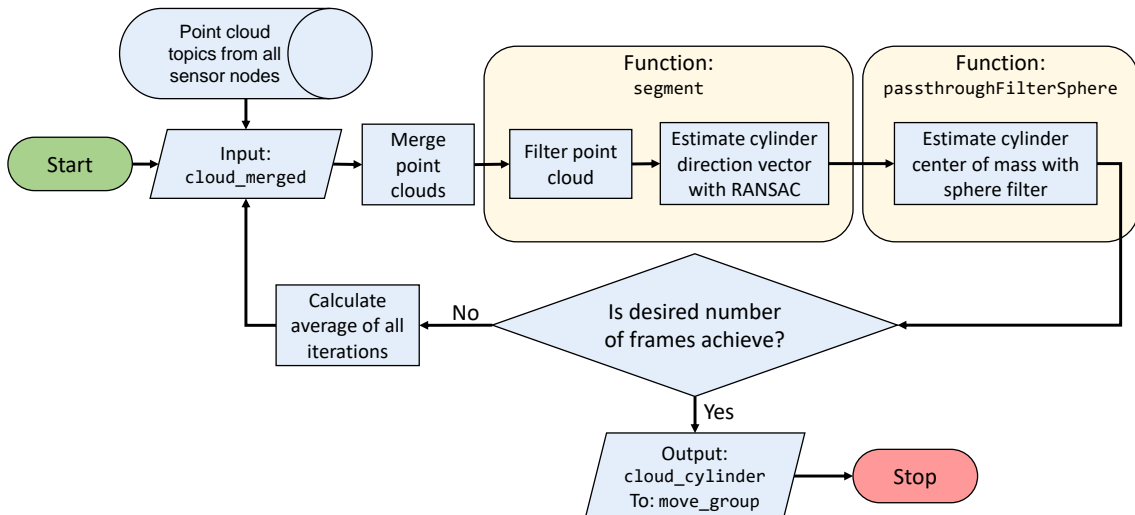 Point cloud
topics from all
sensor nodes
Function:
segment
Function:
passthroughFilterSphere
Start
Input:
cloud_merged
Merge
point
clouds
Filter point
cloud
Estimate cylinder
direction vector
with RANSAC
Estimate cylinder
center of mass with
sphere filter
Calculate
average of all
iterations
No
Is desired number
of frames achieve?
Yes
Output:
cloud_cylinder
To: move_group
Stop